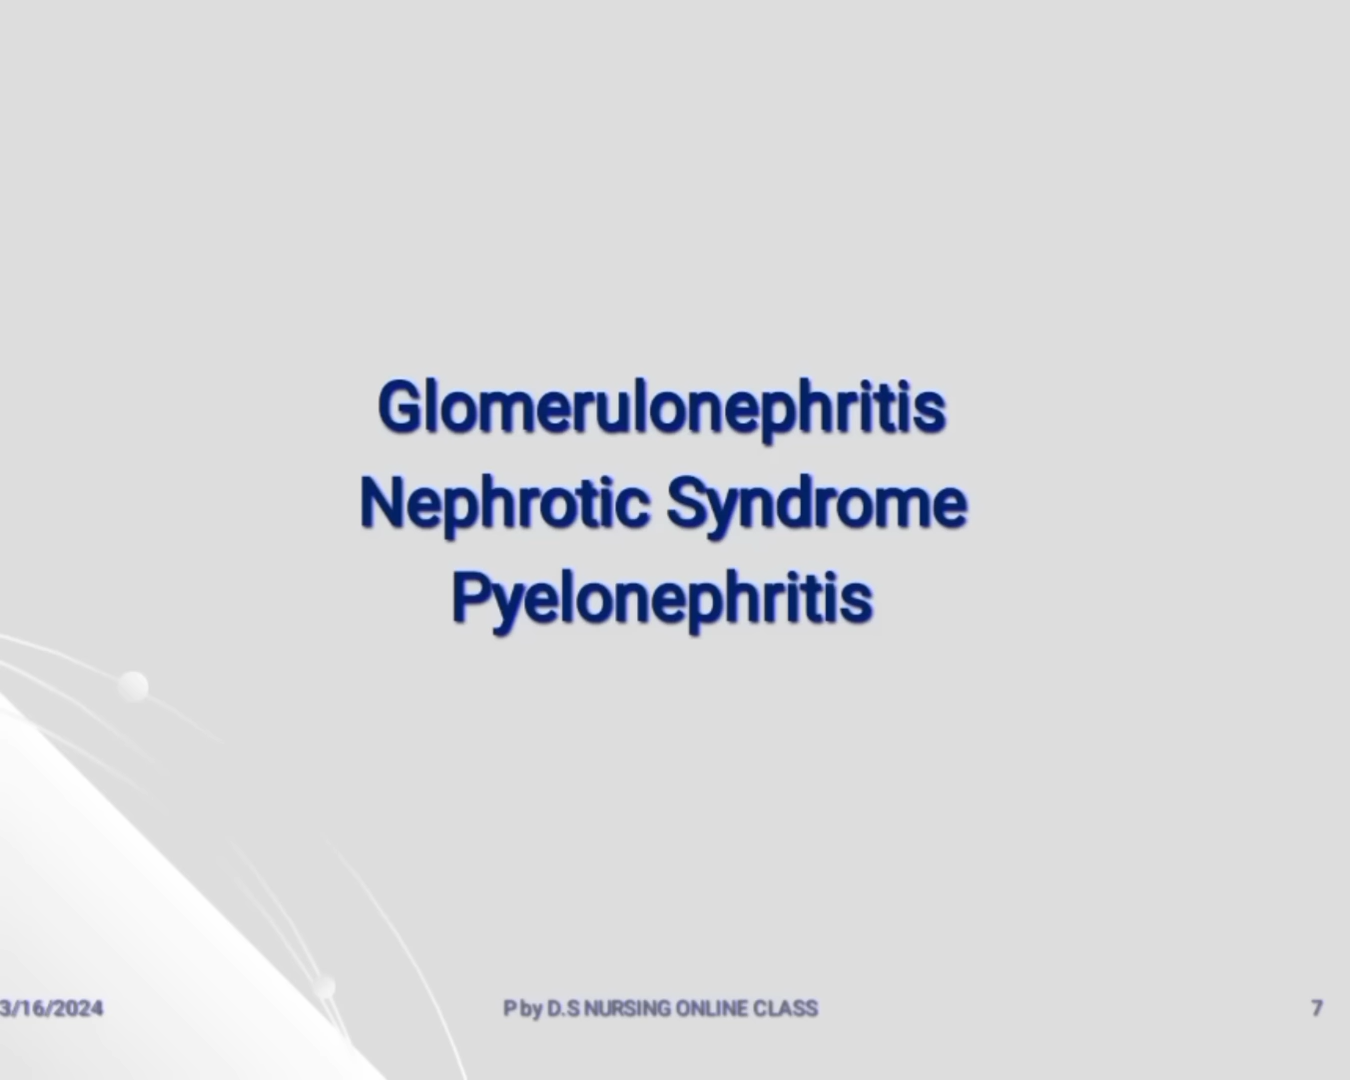 Glomerulonephritis
Nephrotic Syndrome
Pyelonephritis
3/16/2024
P by D.S NURSING ONLINE CLASS
7